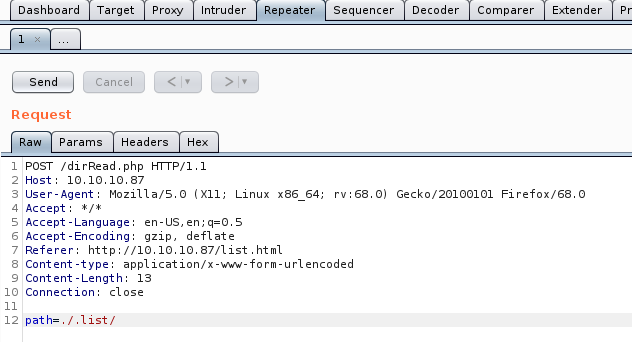 Dashboard Target Proxy Intruder Repeater Sequencer Decoder Comparer Extender Pr
1 × ...
Send Cancel < ▾ > ▾
Request
Raw Params Headers Hex
1 POST /dirRead.php HTTP/1.1
2 Host: 10.10.10.87
3 User-Agent: Mozilla/5.0 (X11; Linux x86_64; rv:68.0) Gecko/20100101 Firefox/68.0
4 Accept: */*
5 Accept-Language: en-US,en;q=0.5
6 Accept-Encoding: gzip, deflate
7 Referer: http://10.10.10.87/list.html
8 Content-type: application/x-www-form-urlencoded
9 Content-Length: 13
10 Connection: close
11
12 path=./.list/